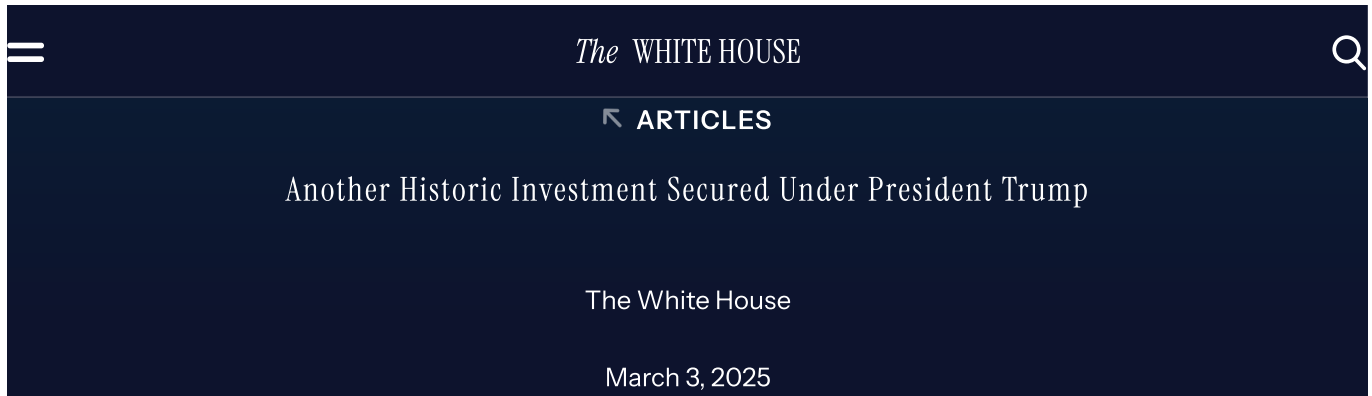 The WHITE HOUSE
ARTICLES
Another Historic Investment Secured Under President Trump
The White House
March 3, 2025